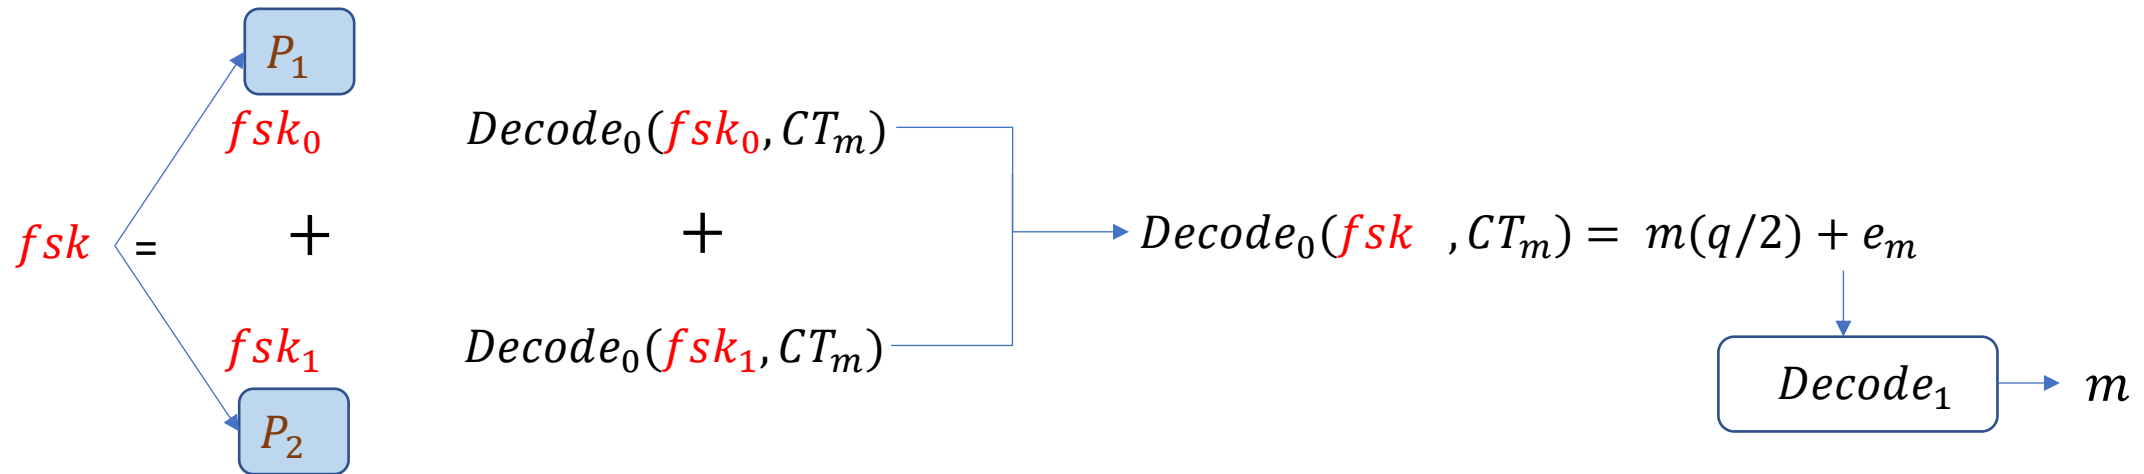 P₁
fsk₀ Decode₀(fsk₀, CTₘ)
fsk = + + Decode₀(fsk , CTₘ) = m(q/2) + eₘ
fsk₁ Decode₀(fsk₁, CTₘ)
Decode₁ m
P₂